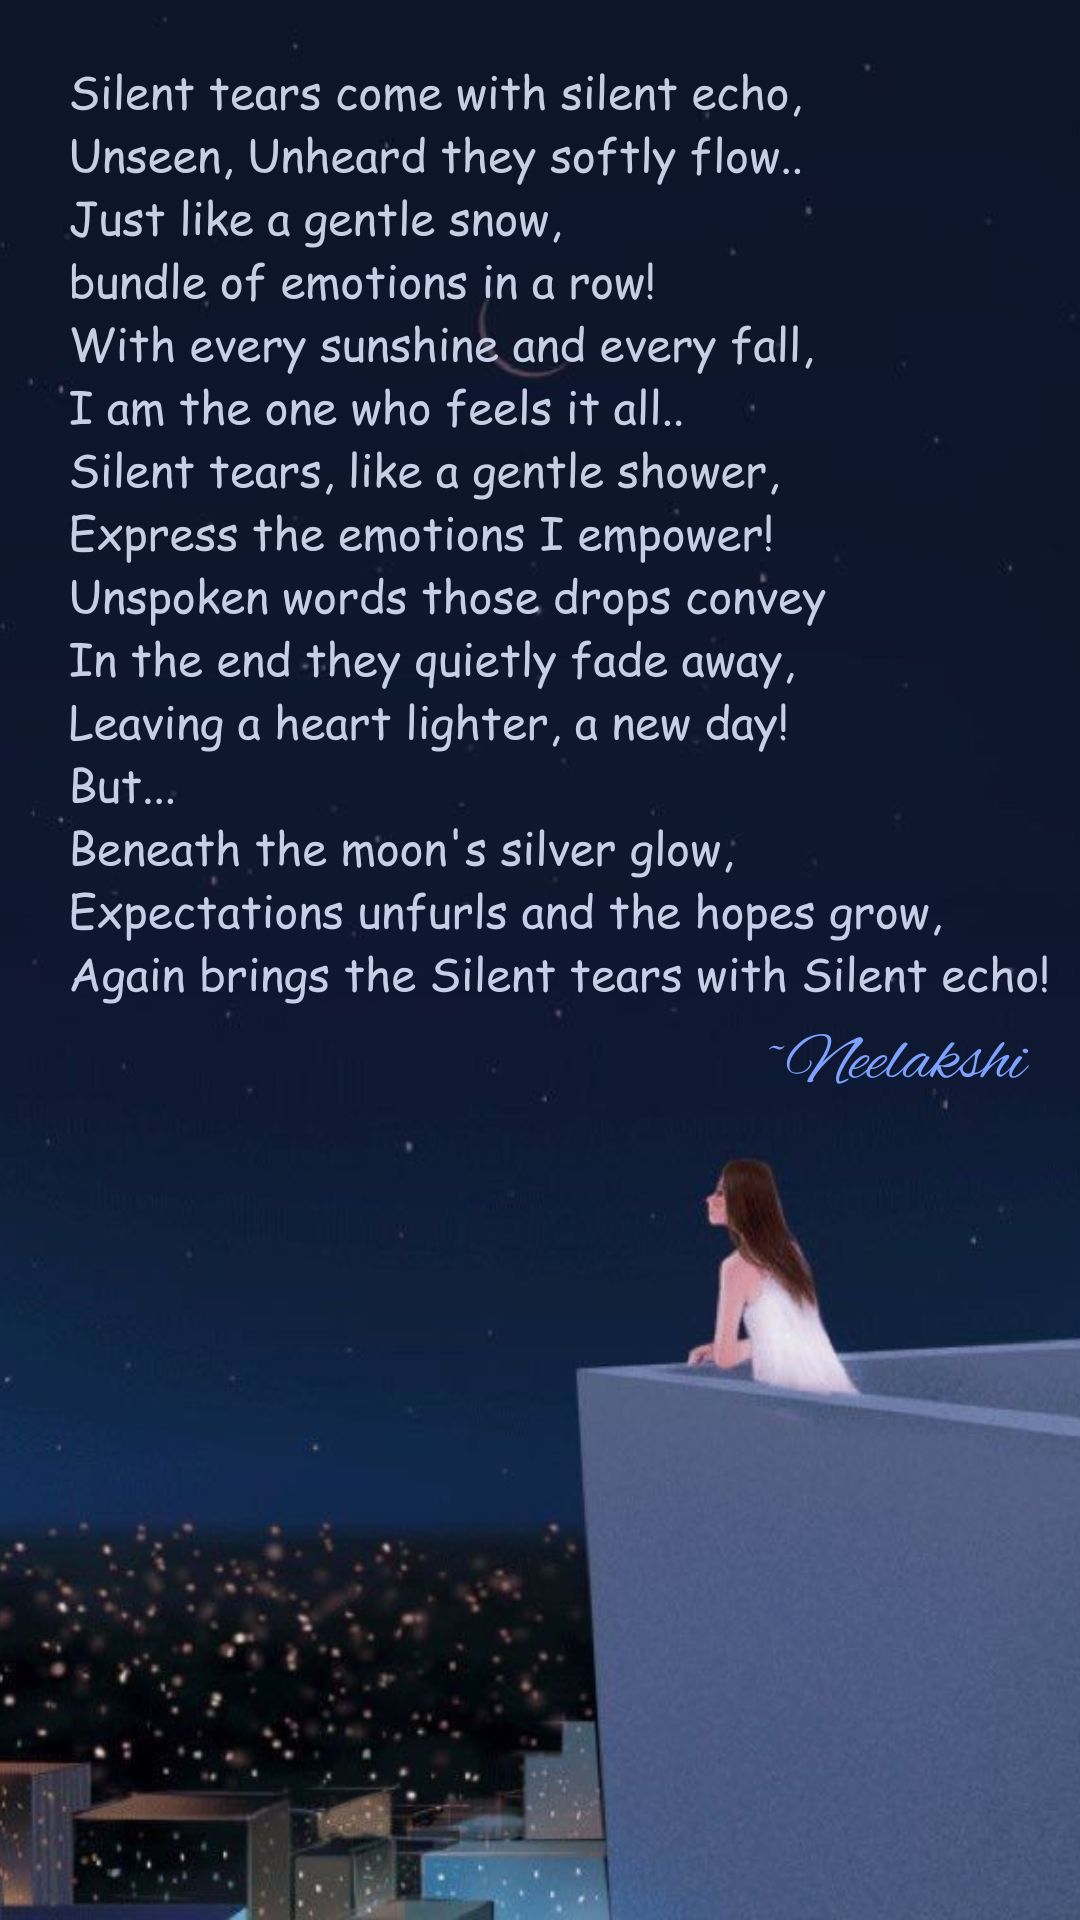 Silent tears come with silent echo,
Unseen, Unheard they softly flow..
Just like a gentle snow,
bundle of emotions in a row!
With every sunshine and every fall,
I am the one who feels it all..
Silent tears, like a gentle shower,
Express the emotions I empower!
Unspoken words those drops convey
In the end they quietly fade away,
Leaving a heart lighter, a new day!
But...
Beneath the moon's silver glow,
Expectations unfurls and the hopes grow,
Again brings the Silent tears with Silent echo!
~Neelakshi